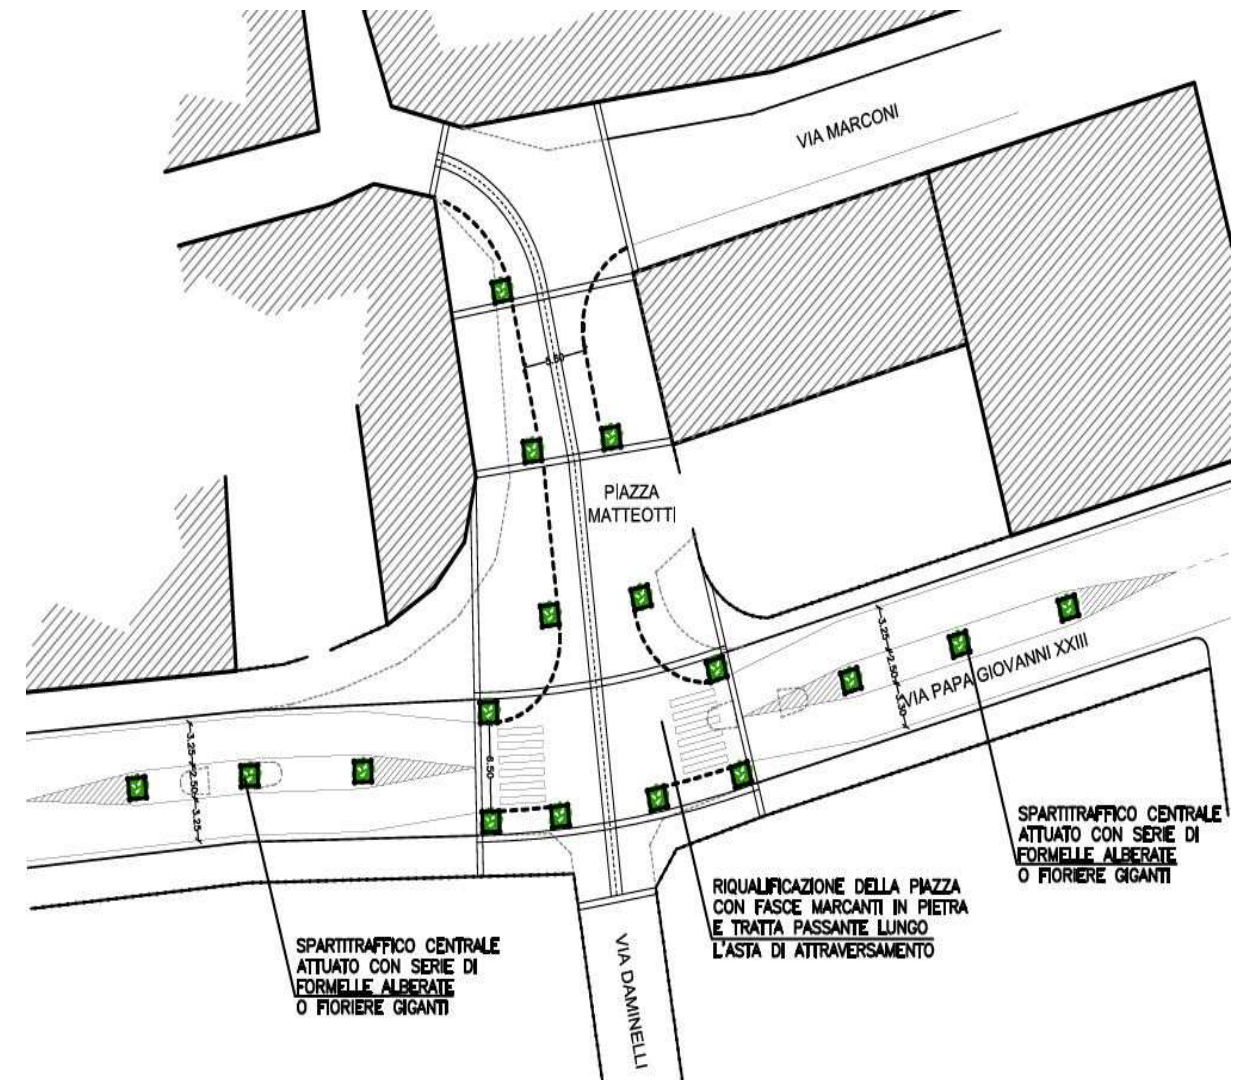 VIA MARCONI
5.50
PIAZZA
MATTEOTTI
3.25
2.50
3.30
VIA PAPA GIOVANNI XXIII
3.25
2.50
3.25
6.50
SPARTITRAFFICO CENTRALE
ATTUATO CON SERIE DI
FORMELLE ALBERATE
O FIORIERE GIGANTI
RIQUALIFICAZIONE DELLA PIAZZA
CON FASCE MARCANTI IN PIETRA
E TRATTA PASSANTE LUNGO
L'ASTA DI ATTRAVERSAMENTO
SPARTITRAFFICO CENTRALE
ATTUATO CON SERIE DI
FORMELLE ALBERATE
O FIORIERE GIGANTI
VIA DAMINELLI